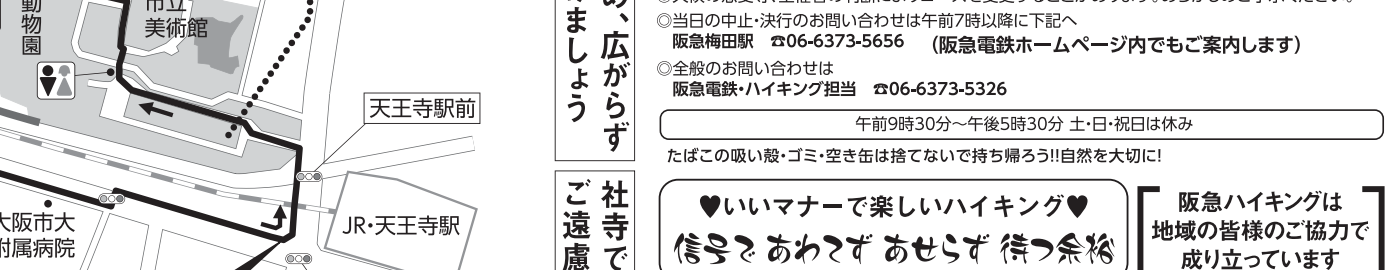 動物園
市立
美術館
天王寺駅前
JR・天王寺駅
大阪市大
附属病院
め、広がらず
ましょう
社寺で
ご遠慮
◎当日の中止・決行のお問い合わせは午前7時以降に下記へ
阪急梅田駅 ☎06-6373-5656 (阪急電鉄ホームページ内でもご案内します)
◎全般のお問い合わせは
阪急電鉄・ハイキング担当 ☎06-6373-5326
午前9時30分～午後5時30分 土・日・祝日は休み
たばこの吸い殻・ゴミ・空き缶は捨てないで持ち帰ろう!!自然を大切に!
♥いいマナーで楽しいハイキング♥
信号で あわてず あせらず 待つ余裕
阪急ハイキングは
地域の皆様のご協力で
成り立っています